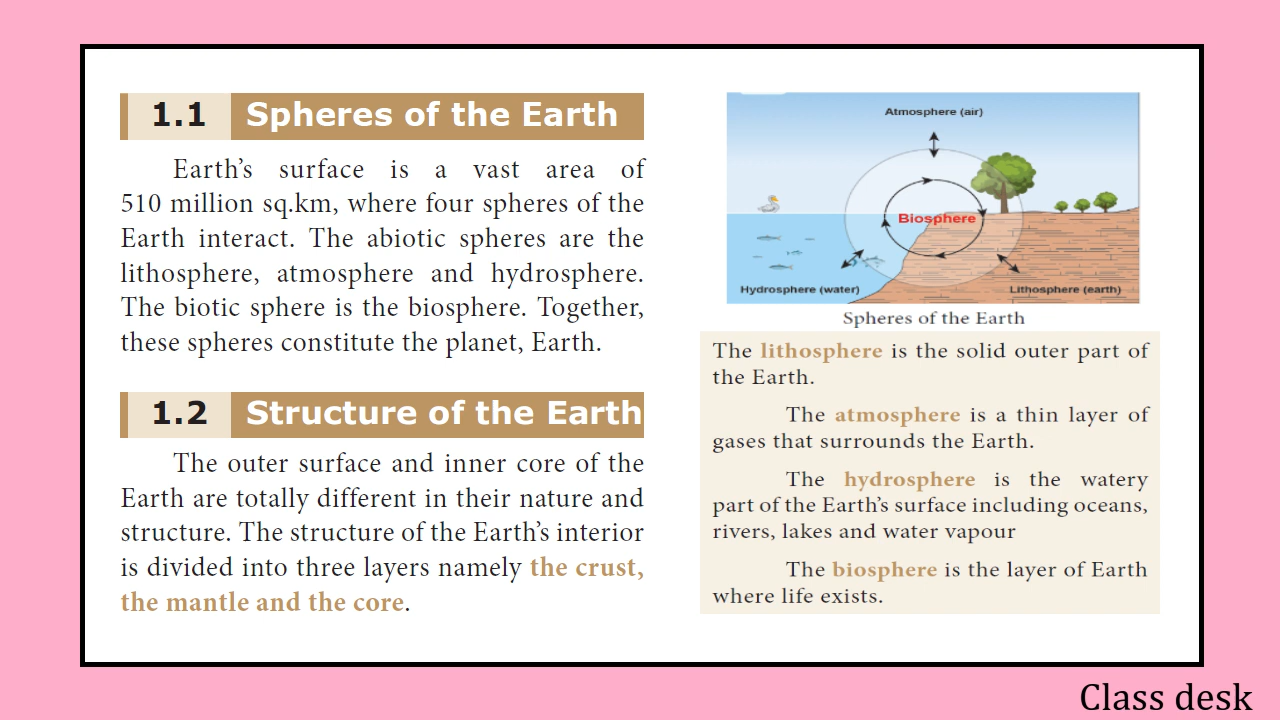 1.1 Spheres of the Earth
Earth’s surface is a vast area of
510 million sq.km, where four spheres of the
Earth interact. The abiotic spheres are the
lithosphere, atmosphere and hydrosphere.
The biotic sphere is the biosphere. Together,
these spheres constitute the planet, Earth.
1.2 Structure of the Earth
The outer surface and inner core of the
Earth are totally different in their nature and
structure. The structure of the Earth’s interior
is divided into three layers namely the crust,
the mantle and the core.
Atmosphere (air)
Biosphere
Hydrosphere (water)
Lithosphere (earth)
Spheres of the Earth
The lithosphere is the solid outer part of
the Earth.
The atmosphere is a thin layer of
gases that surrounds the Earth.
The hydrosphere is the watery
part of the Earth’s surface including oceans,
rivers, lakes and water vapour
The biosphere is the layer of Earth
where life exists.
Class desk